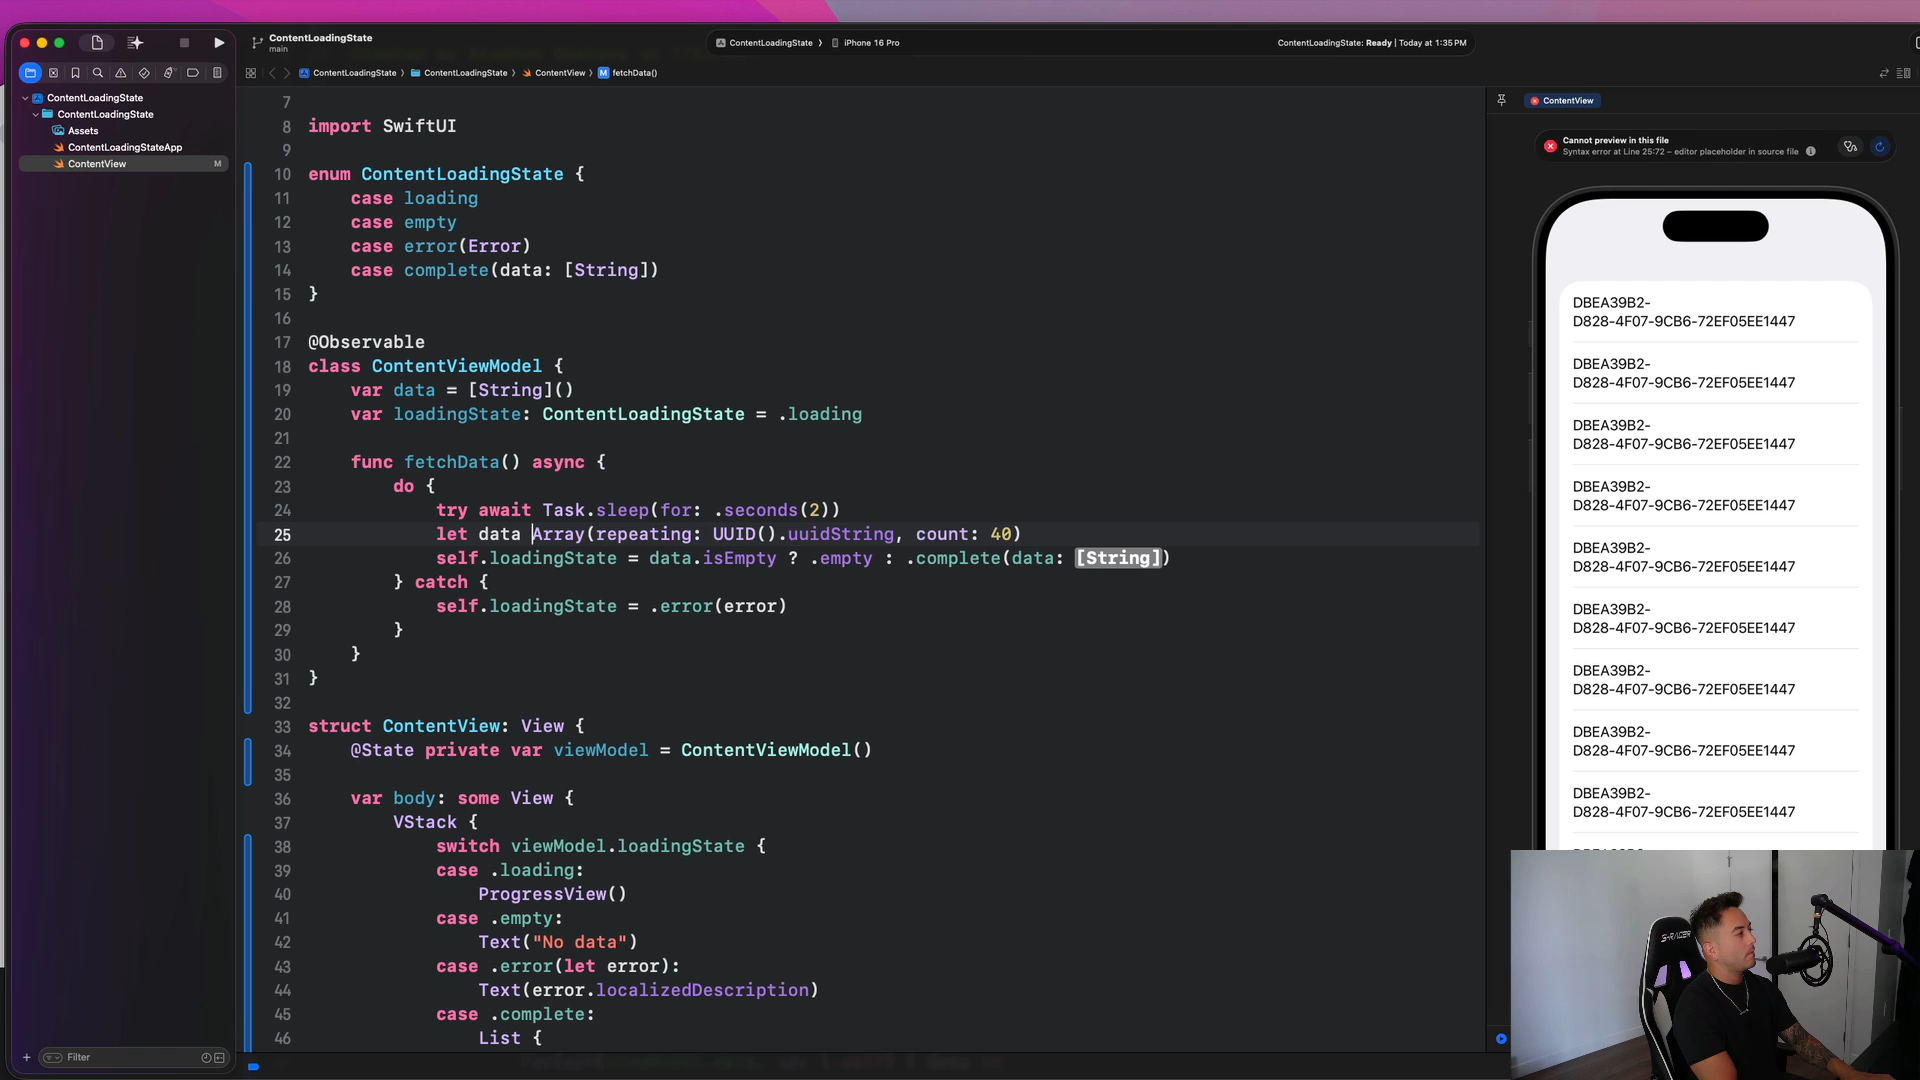 ContentLoadingState
main
ContentLoadingState
iPhone 16 Pro
ContentLoadingState: Ready | Today at 1:35 PM
ContentLoadingState
ContentLoadingState
ContentView
M
fetchData()
ContentLoadingState
ContentLoadingState
Assets
ContentLoadingStateApp
ContentView M
Filter
7
8 import SwiftUI
9
10 enum ContentLoadingState {
11 case loading
12 case empty
13 case error(Error)
14 case complete(data: [String])
15 }
16
17 @Observable
18 class ContentViewModel {
19 var data = [String]()
20 var loadingState: ContentLoadingState = .loading
21
22 func fetchData() async {
23 do {
24 try await Task.sleep(for: .seconds(2))
25 let data Array(repeating: UUID().uuidString, count: 40)
26 self.loadingState = data.isEmpty ? .empty : .complete(data: [String])
27 } catch {
28 self.loadingState = .error(error)
29 }
30 }
31 }
32
33 struct ContentView: View {
34 @State private var viewModel = ContentViewModel()
35
36 var body: some View {
37 VStack {
38 switch viewModel.loadingState {
39 case .loading:
40 ProgressView()
41 case .empty:
42 Text("No data")
43 case .error(let error):
44 Text(error.localizedDescription)
45 case .complete:
46 List {
ContentView
Cannot preview in this file
Syntax error at Line 25:72 – editor placeholder in source file
DBEA39B2-
D828-4F07-9CB6-72EF05EE1447
DBEA39B2-
D828-4F07-9CB6-72EF05EE1447
DBEA39B2-
D828-4F07-9CB6-72EF05EE1447
DBEA39B2-
D828-4F07-9CB6-72EF05EE1447
DBEA39B2-
D828-4F07-9CB6-72EF05EE1447
DBEA39B2-
D828-4F07-9CB6-72EF05EE1447
DBEA39B2-
D828-4F07-9CB6-72EF05EE1447
DBEA39B2-
D828-4F07-9CB6-72EF05EE1447
DBEA39B2-
D828-4F07-9CB6-72EF05EE1447
S-RACER